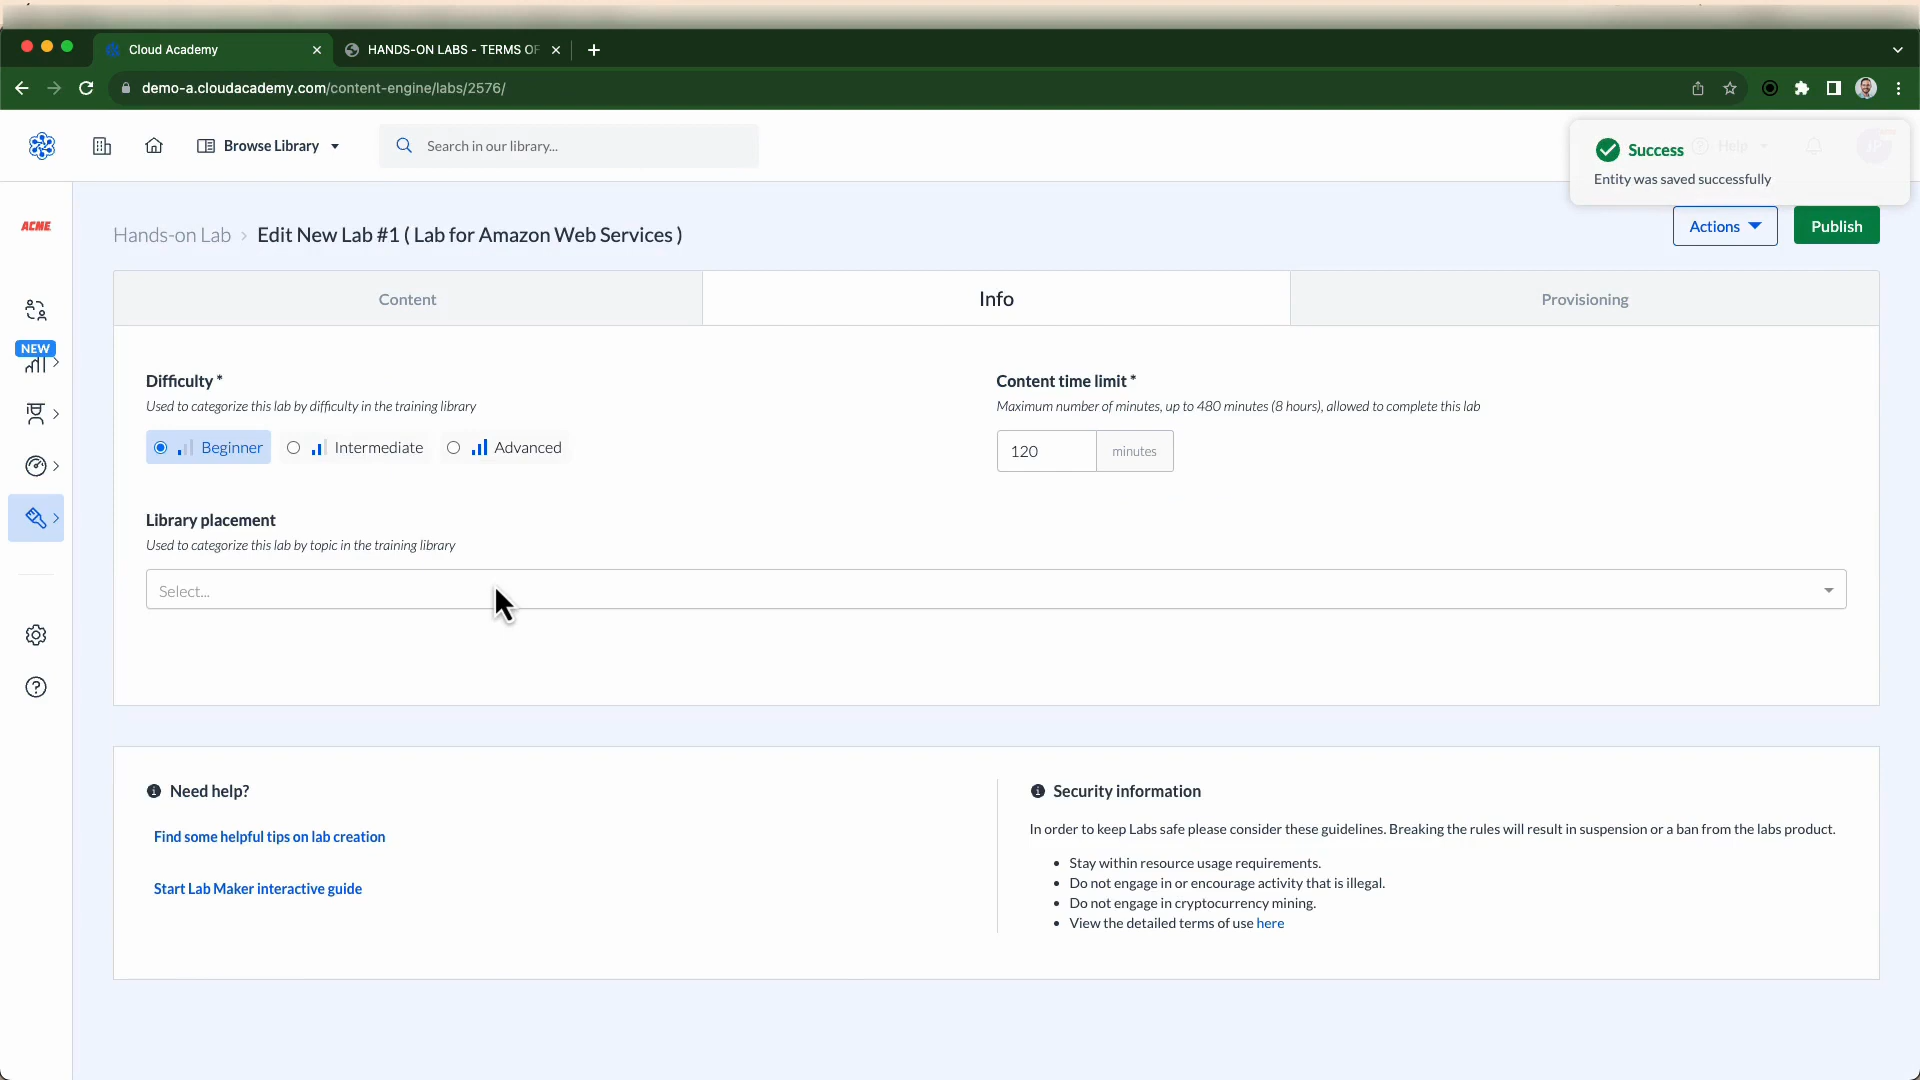 Cloud Academy
HANDS-ON LABS - TERMS OF
demo-a.cloudacademy.com/content-engine/labs/2576/
Browse Library
Search in our library...
Help
Success
Entity was saved successfully
ACME
Hands-on Lab > Edit New Lab #1 ( Lab for Amazon Web Services )
Actions
Publish
Content
Info
Provisioning
NEW
Difficulty *
Used to categorize this lab by difficulty in the training library
Beginner
Intermediate
Advanced
Content time limit *
Maximum number of minutes, up to 480 minutes (8 hours), allowed to complete this lab
120
minutes
Library placement
Used to categorize this lab by topic in the training library
Select...
Need help?
Find some helpful tips on lab creation
Start Lab Maker interactive guide
Security information
In order to keep Labs safe please consider these guidelines. Breaking the rules will result in suspension or a ban from the labs product.
• Stay within resource usage requirements.
• Do not engage in or encourage activity that is illegal.
• Do not engage in cryptocurrency mining.
• View the detailed terms of use here